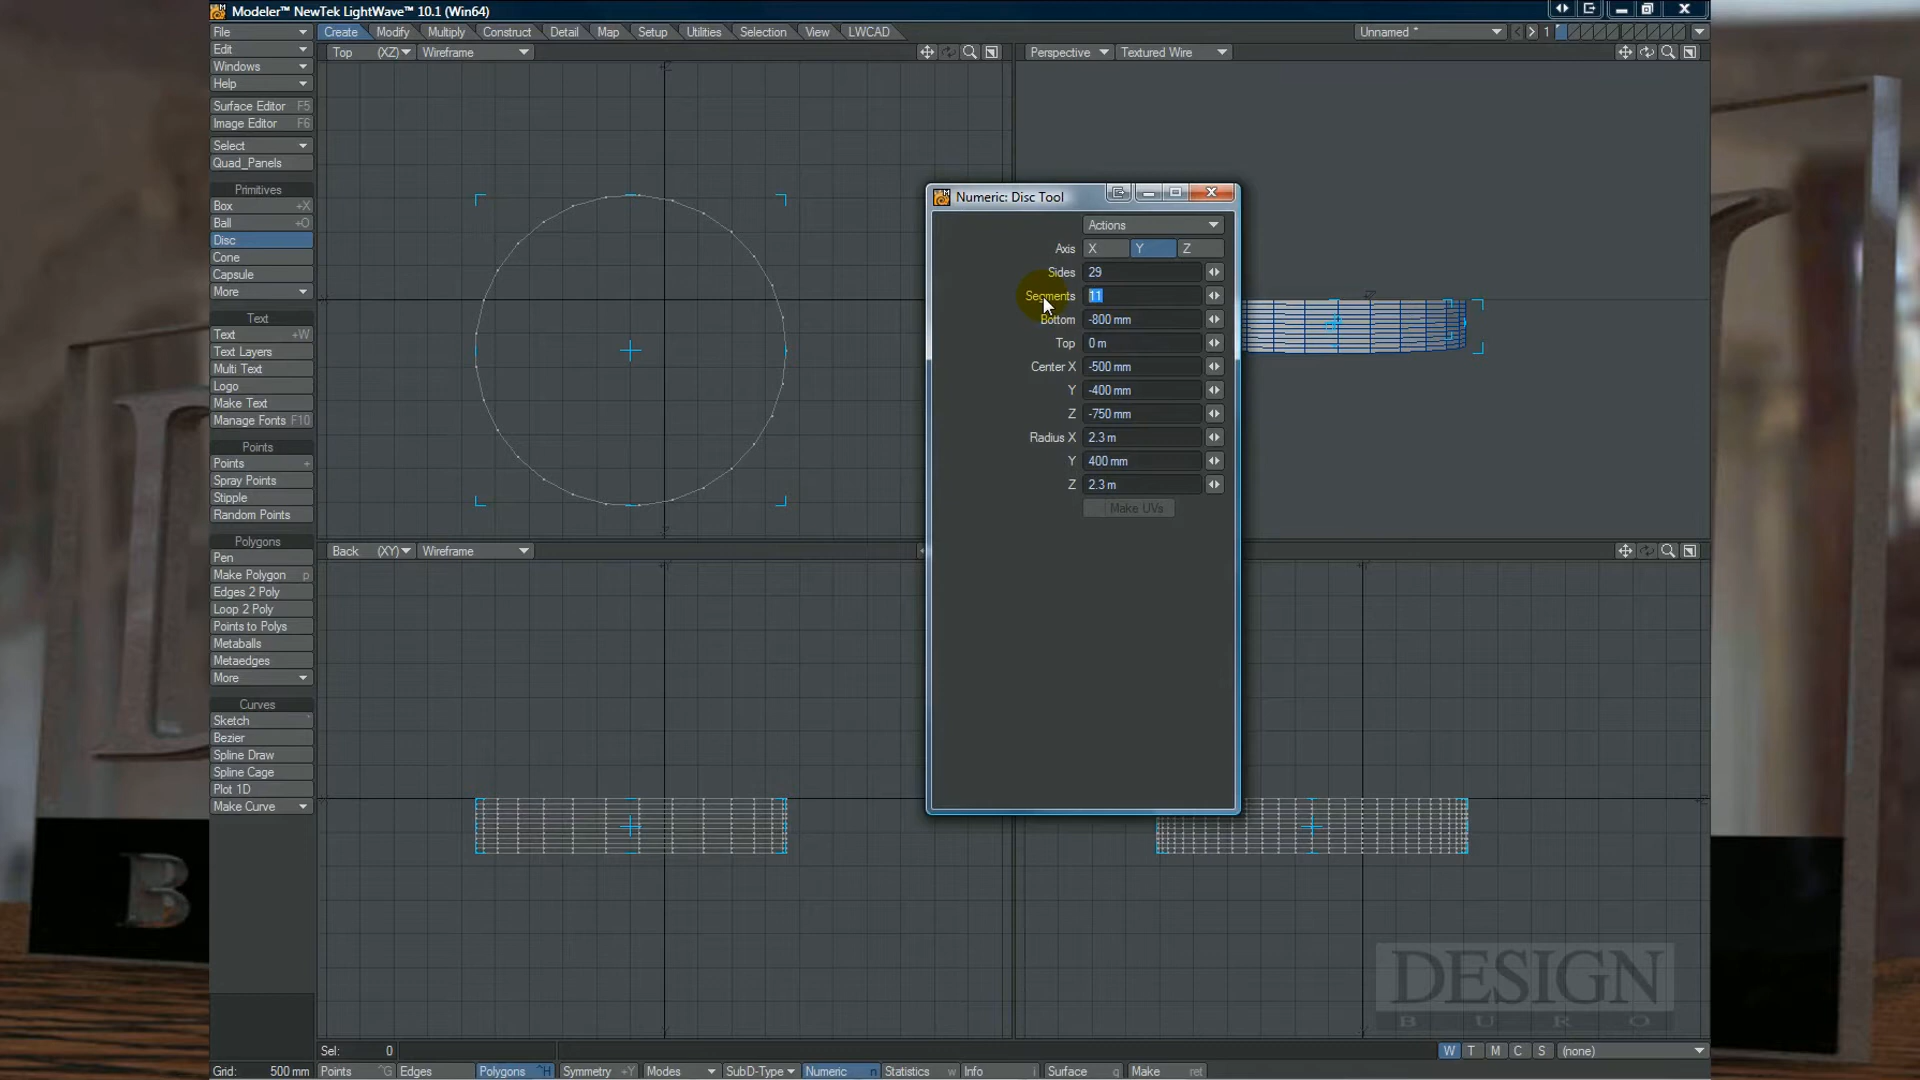 Modeler™ NewTek LightWave™ 10.1 (Win64)
File
Create
Modify
Multiply
Construct
Detail
Map
Setup
Utilities
Selection
View
LWCAD
Unnamed *
1
Edit
Top (XZ)
Wireframe
Perspective
Textured Wire
Windows
Help
Surface Editor F5
Image Editor F6
Select
Quad_Panels
Primitives
Box +X
Ball +O
Disc
Cone
Capsule
More
Text
Text +W
Text Layers
Multi Text
Logo
Make Text
Manage Fonts F10
Points
Points +
Spray Points
Stipple
Random Points
Polygons
Pen
Make Polygon p
Edges 2 Poly
Loop 2 Poly
Points to Polys
Metaballs
Metaedges
More
Curves
Sketch `
Bezier
Spline Draw
Spline Cage
Plot 1D
Make Curve
Numeric: Disc Tool
Actions
Axis X Y Z
Sides 29
Segments 11
Bottom -800 mm
Top 0 m
Center X -500 mm
Y -400 mm
Z -750 mm
Radius X 2.3 m
Y 400 mm
Z 2.3 m
Make UVs
Back (XY)
Wireframe
DESIGN
BURO
B
Sel: 0
W T M C S (none)
Grid: 500 mm
Points ^G
Edges
Polygons ^H
Symmetry +Y
Modes
SubD-Type
Numeric n
Statistics w
Info i
Surface q
Make ret